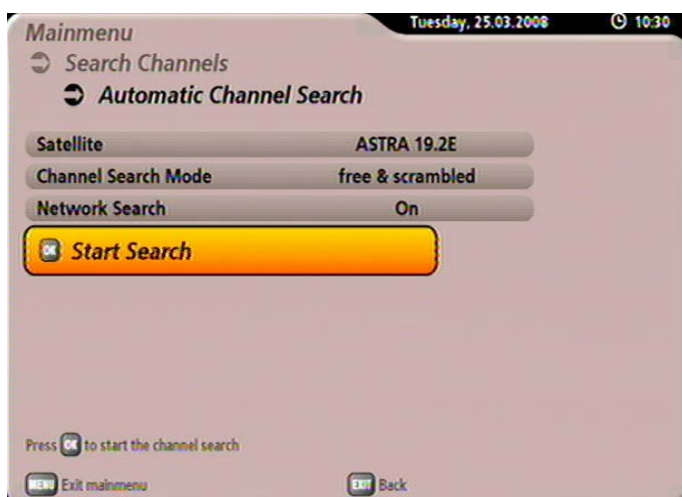 Tuesday, 25.03.2008 10:30
Mainmenu
Search Channels
Automatic Channel Search
Satellite ASTRA 19.2E
Channel Search Mode free & scrambled
Network Search On
OK Start Search
Press OK to start the channel search
MENU Exit mainmenu EXIT Back